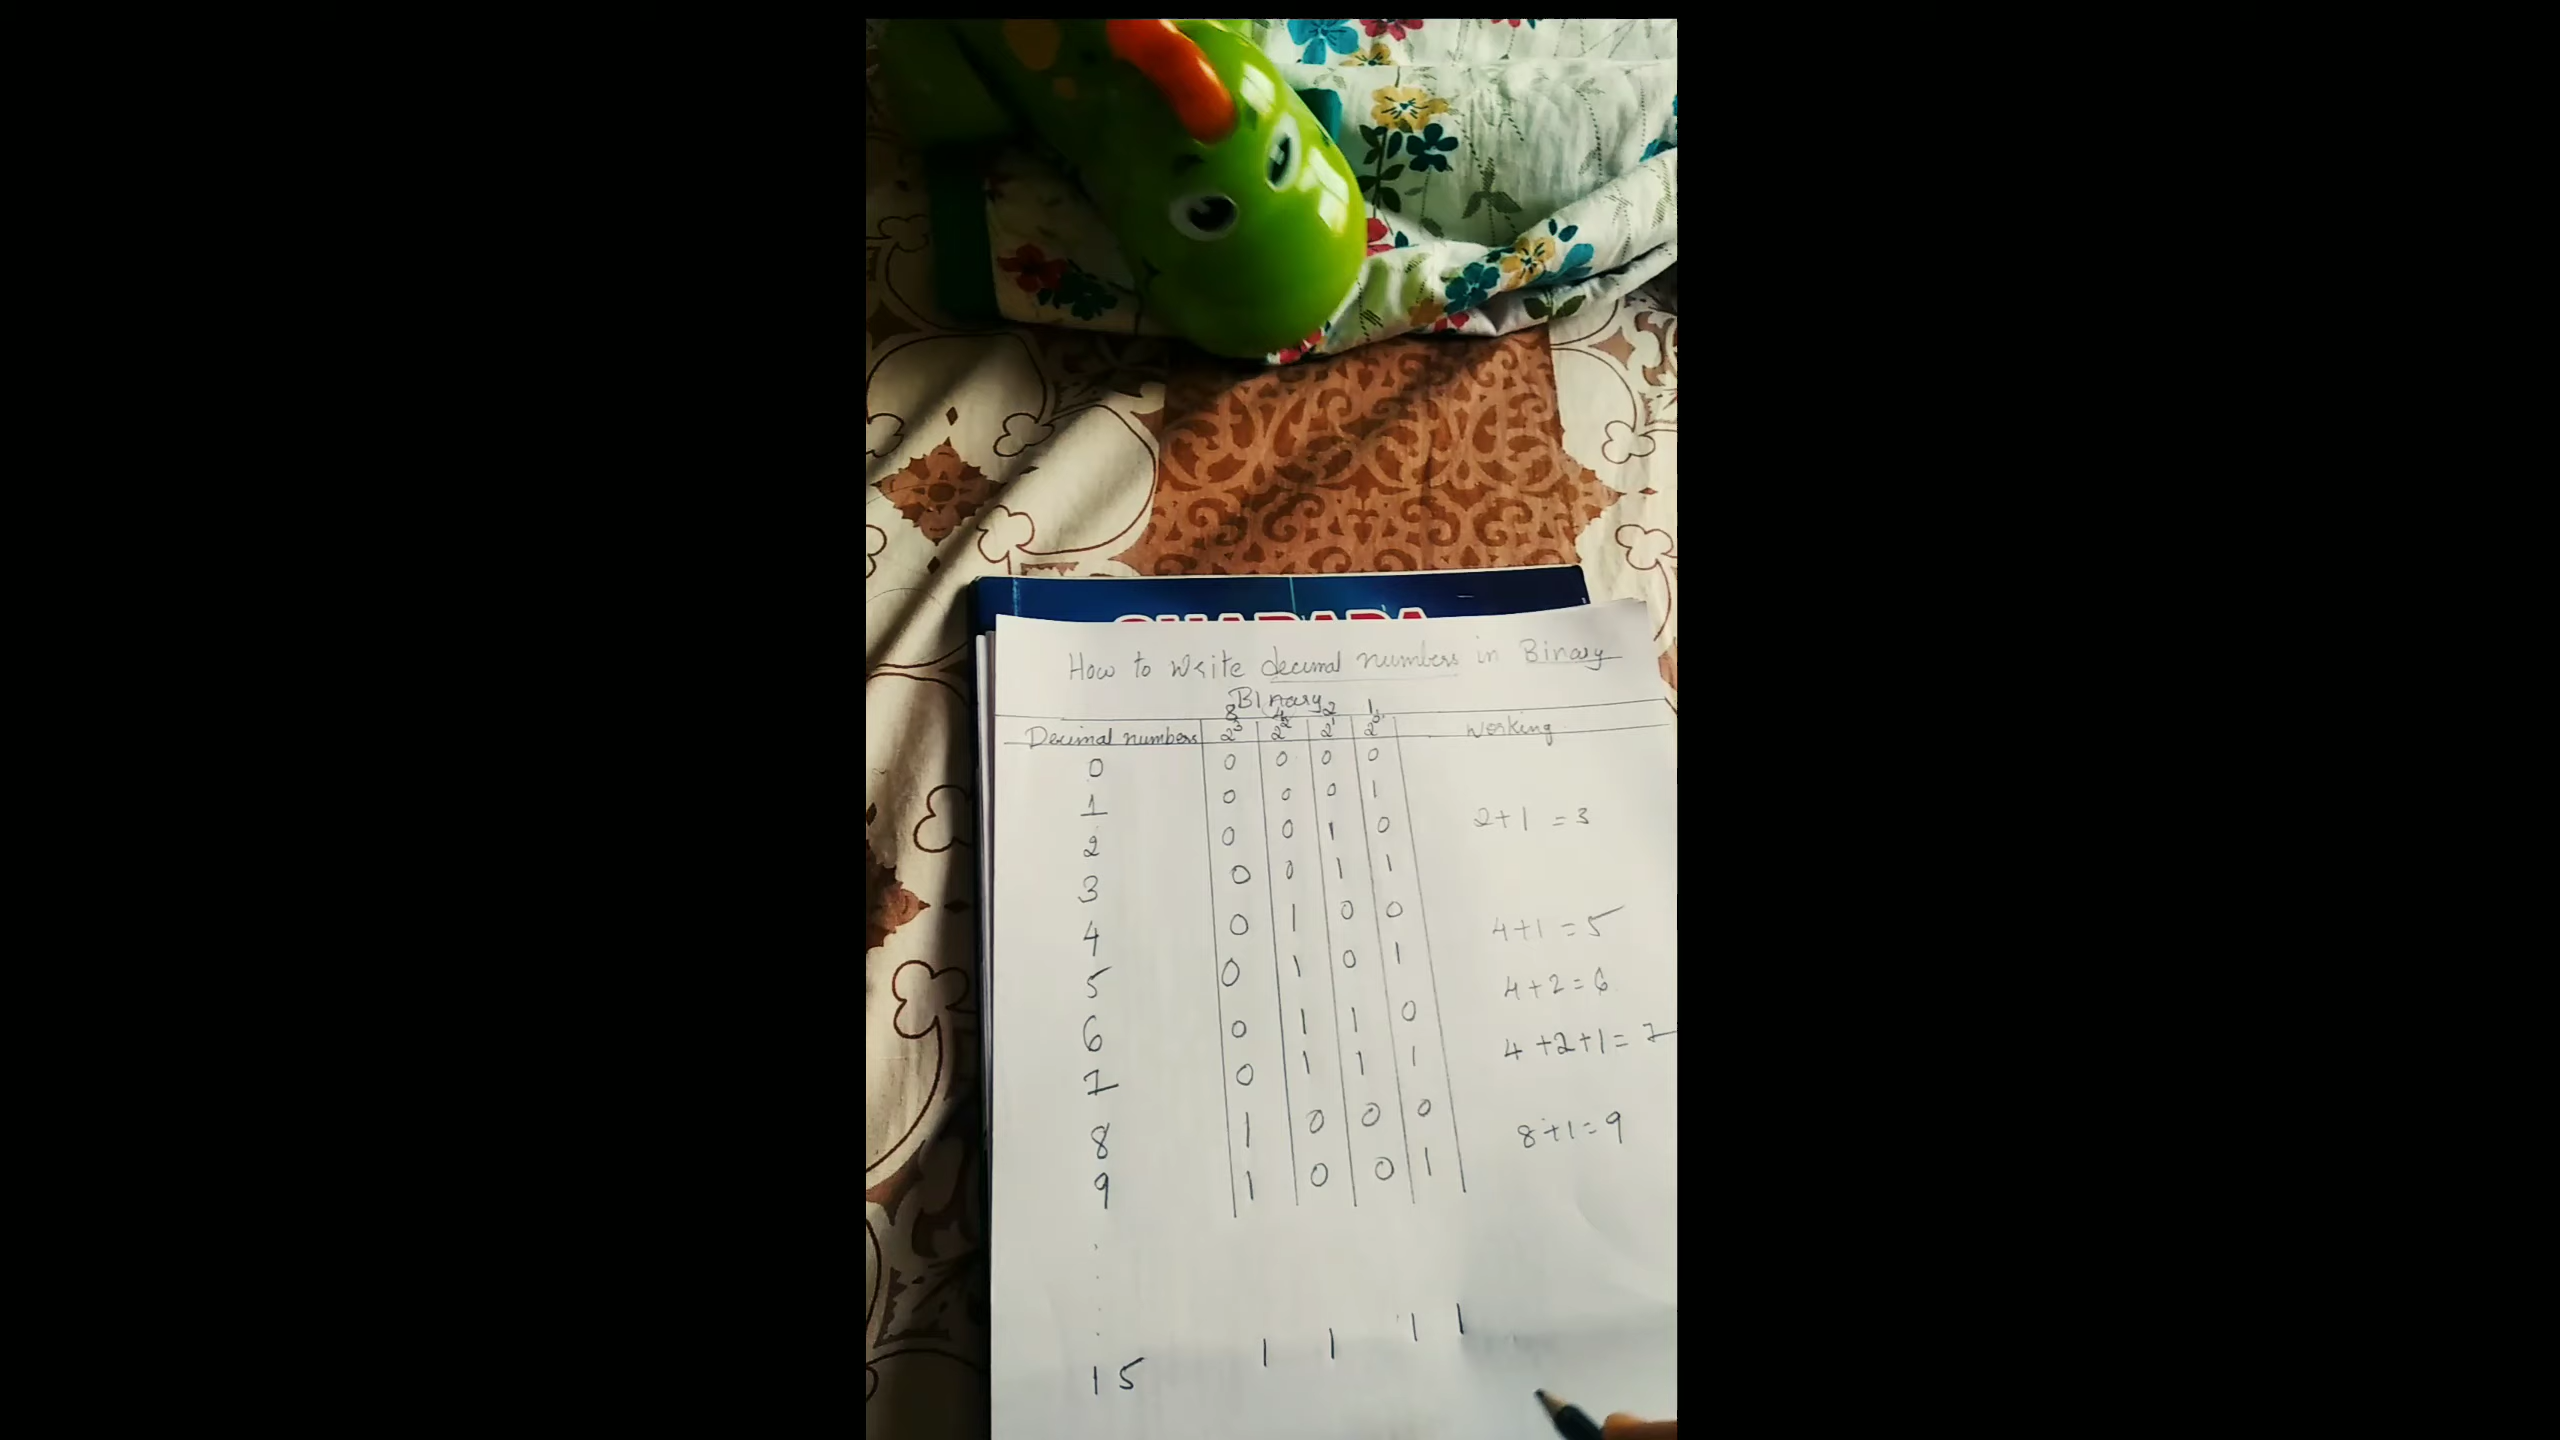 How to write decimal numbers in Binary
Binary
8 4 2 1
Decimal numbers 2³ 2² 2¹ 2⁰ Working
0 0 0 0 0
1 0 0 0 1
2 0 0 1 0 2+1 =3
3 0 0 1 1
4 0 1 0 0 4+1 =5
5 0 1 0 1
6 0 1 1 0 4+2=6
7 0 1 1 1 4+2+1=7
8 1 0 0 0 8+1=9
9 1 0 0 1
.
.
.
.
15 1 1 1 1